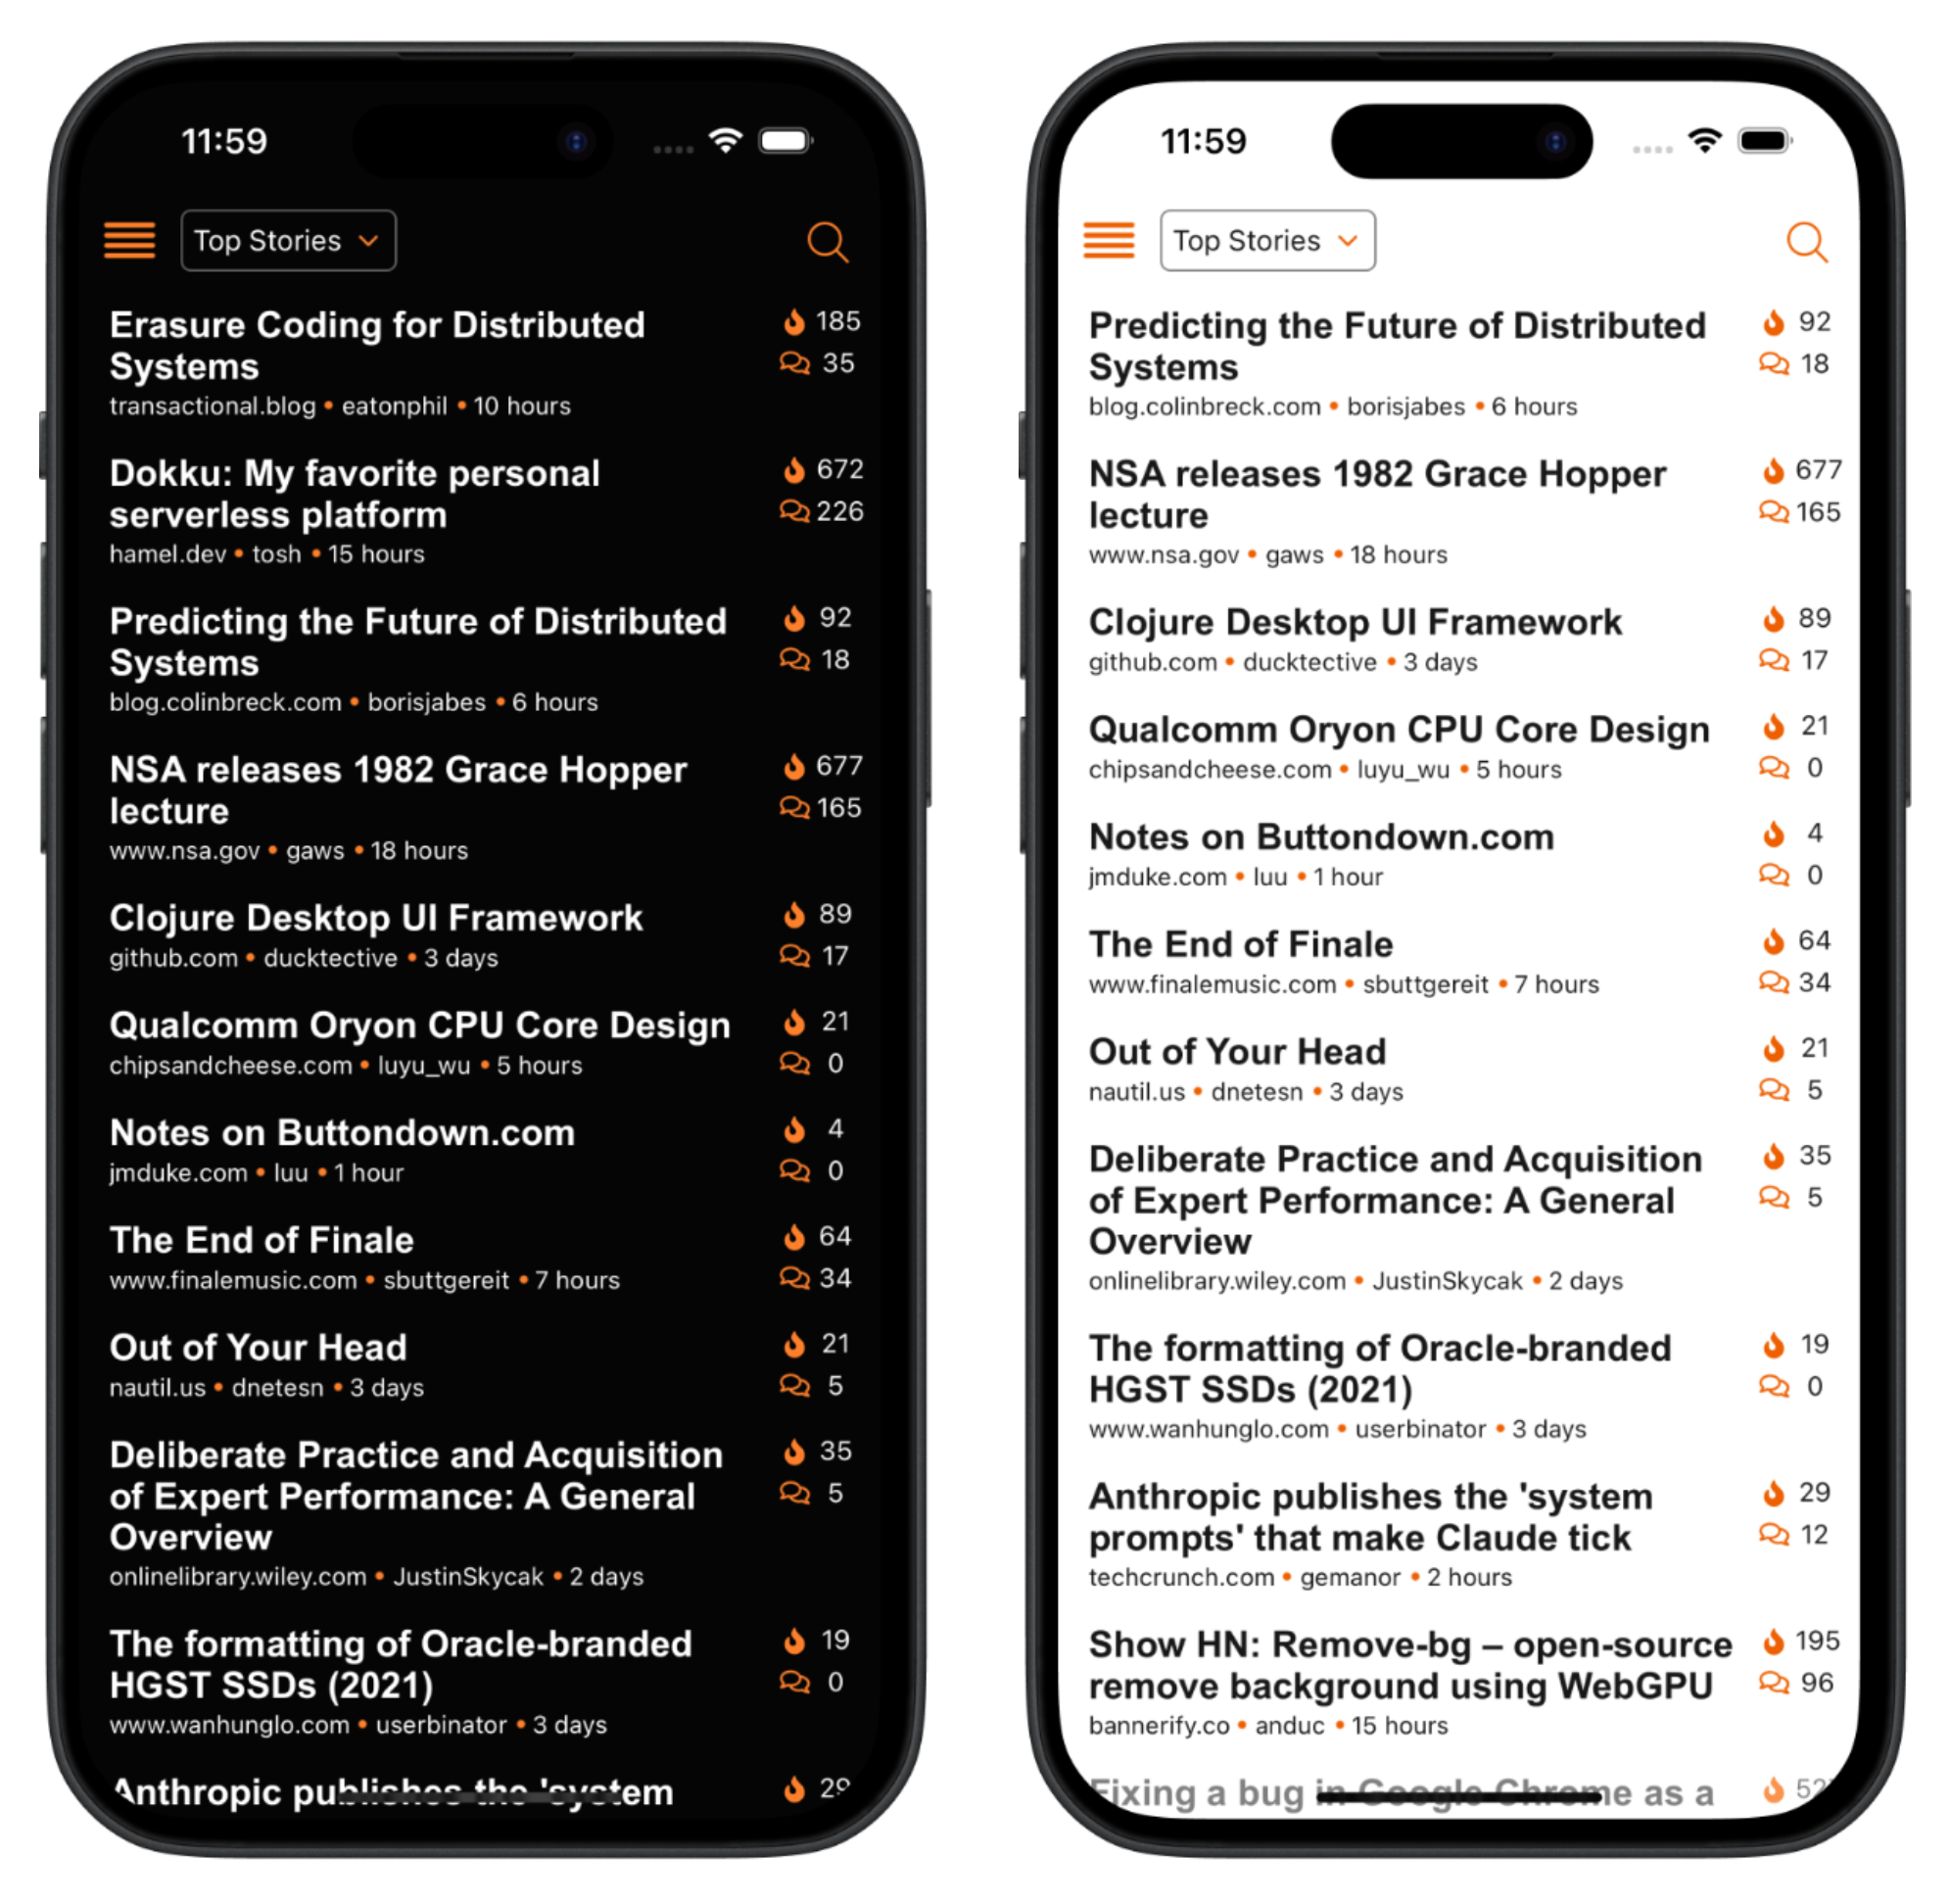 11:59
Top Stories
Erasure Coding for Distributed
185
Systems
35
transactional.blog • eatonphil • 10 hours
Dokku: My favorite personal
672
serverless platform
226
hamel.dev • tosh • 15 hours
Predicting the Future of Distributed
92
Systems
18
blog.colinbreck.com • borisjabes • 6 hours
NSA releases 1982 Grace Hopper
677
lecture
165
www.nsa.gov • gaws • 18 hours
Clojure Desktop UI Framework
89
github.com • ducktective • 3 days
17
Qualcomm Oryon CPU Core Design
21
chipsandcheese.com • luyu_wu • 5 hours
0
Notes on Buttondown.com
4
jmduke.com • luu • 1 hour
0
The End of Finale
64
www.finalemusic.com • sbuttgereit • 7 hours
34
Out of Your Head
21
nautil.us • dnetesn • 3 days
5
Deliberate Practice and Acquisition
35
of Expert Performance: A General
5
Overview
onlinelibrary.wiley.com • JustinSkycak • 2 days
The formatting of Oracle-branded
19
HGST SSDs (2021)
0
www.wanhunglo.com • userbinator • 3 days
Anthropic publishes the 'system
29
11:59
Top Stories
Predicting the Future of Distributed
92
Systems
18
blog.colinbreck.com • borisjabes • 6 hours
NSA releases 1982 Grace Hopper
677
lecture
165
www.nsa.gov • gaws • 18 hours
Clojure Desktop UI Framework
89
github.com • ducktective • 3 days
17
Qualcomm Oryon CPU Core Design
21
chipsandcheese.com • luyu_wu • 5 hours
0
Notes on Buttondown.com
4
jmduke.com • luu • 1 hour
0
The End of Finale
64
www.finalemusic.com • sbuttgereit • 7 hours
34
Out of Your Head
21
nautil.us • dnetesn • 3 days
5
Deliberate Practice and Acquisition
35
of Expert Performance: A General
5
Overview
onlinelibrary.wiley.com • JustinSkycak • 2 days
The formatting of Oracle-branded
19
HGST SSDs (2021)
0
www.wanhunglo.com • userbinator • 3 days
Anthropic publishes the 'system
29
prompts' that make Claude tick
12
techcrunch.com • gemanor • 2 hours
Show HN: Remove-bg – open-source
195
remove background using WebGPU
96
bannerify.co • anduc • 15 hours
Fixing a bug in Google Chrome as a